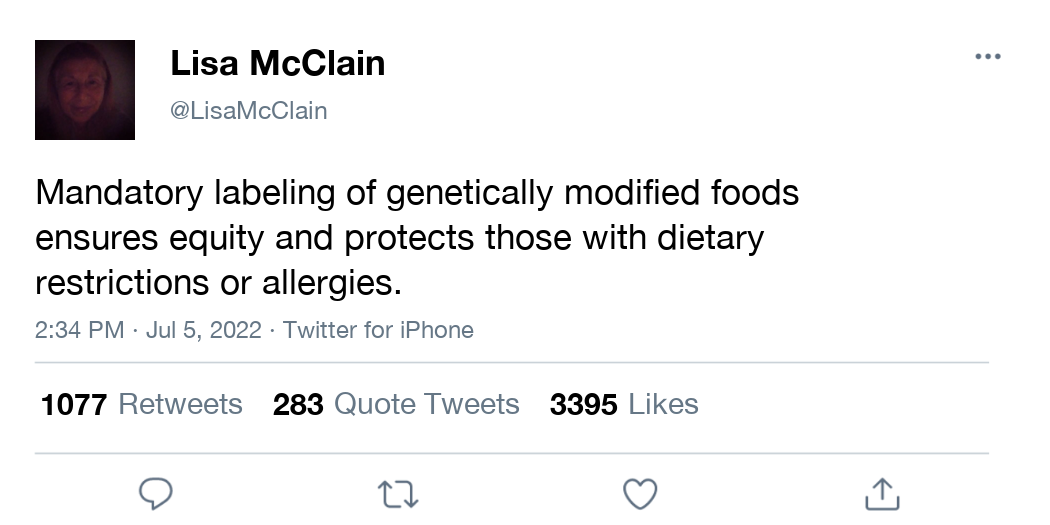 Lisa McClain
@LisaMcClain
Mandatory labeling of genetically modified foods
ensures equity and protects those with dietary
restrictions or allergies.
2:34 PM · Jul 5, 2022 · Twitter for iPhone
1077 Retweets 283 Quote Tweets 3395 Likes